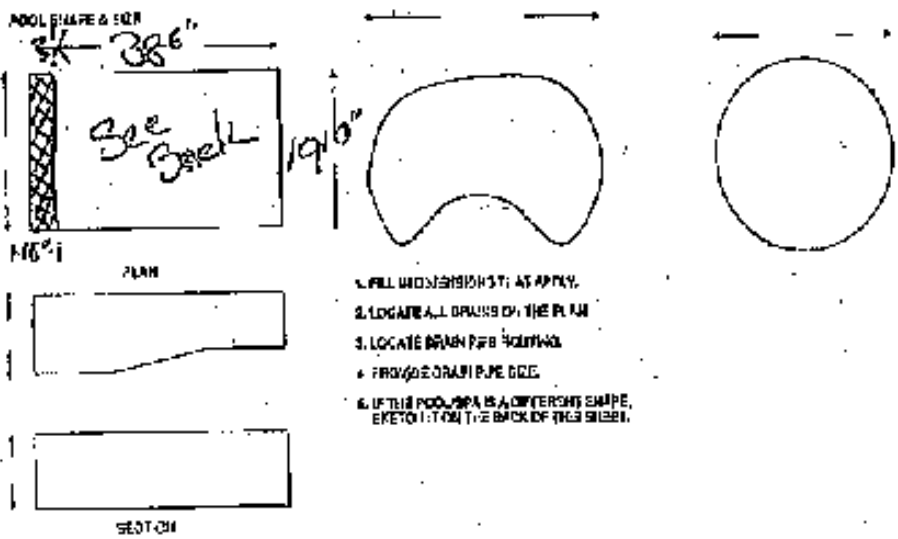 POOL SHAPE & SIZE
38 6"
See
Back
19 6"
PLAN
1. FILL IN DIMENSIONS THAT APPLY.
2. LOCATE ALL DRAINS ON THE PLAN
3. LOCATE DRAIN PIPE ROUTING.
4. PROVIDE DRAIN PIPE SIZE.
5. IF THE POOL/SPA IS A DIFFERENT SHAPE,
SKETCH IT ON THE BACK OF THIS SHEET.
SECTION